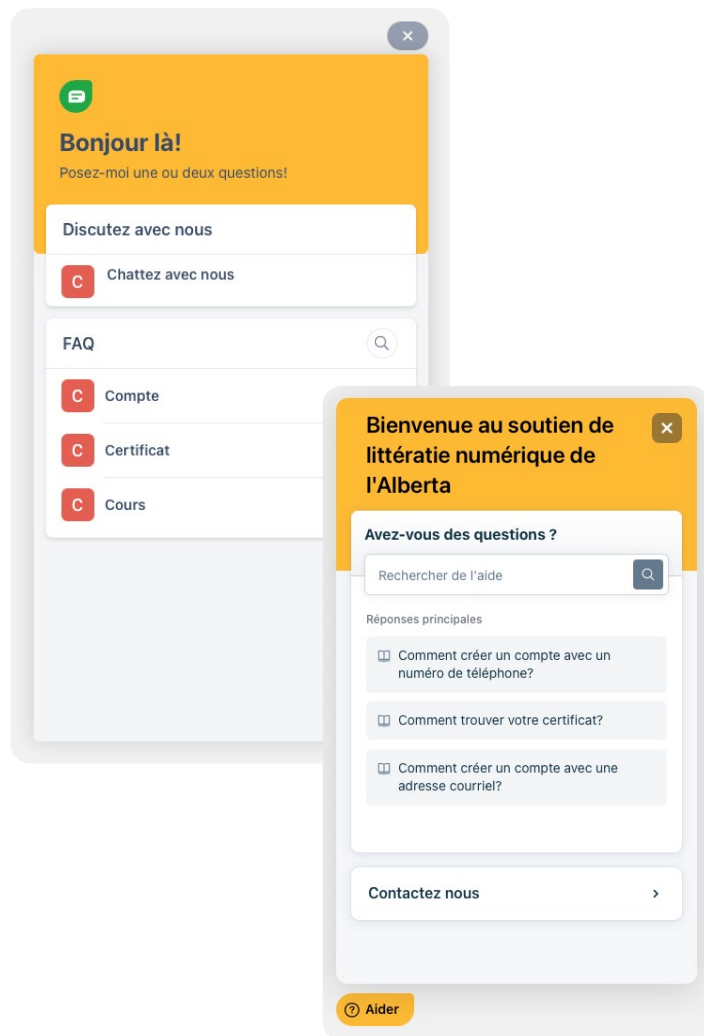 Bonjour là!
Posez-moi une ou deux questions!
Discutez avec nous
C Chattez avec nous
FAQ
C Compte
C Certificat
C Cours
Bienvenue au soutien de
littératie numérique de
l'Alberta
Avez-vous des questions ?
Rechercher de l'aide
Réponses principales
Comment créer un compte avec un
numéro de téléphone?
Comment trouver votre certificat?
Comment créer un compte avec une
adresse courriel?
Contactez nous
Aider